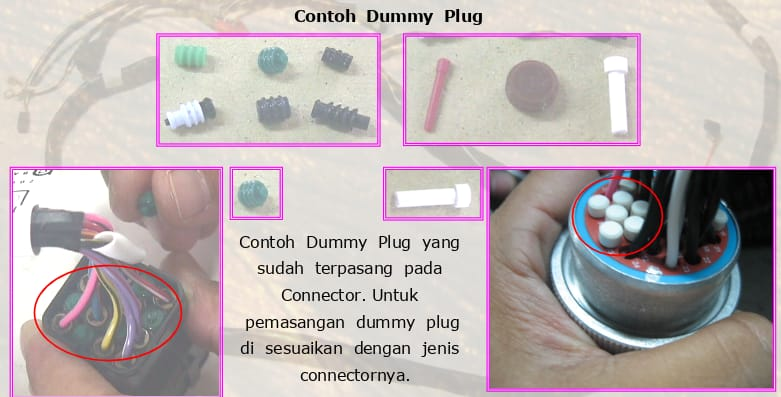 Contoh Dummy Plug
Contoh Dummy Plug yang
sudah terpasang pada
Connector. Untuk
pemasangan dummy plug
di sesuaikan dengan jenis
connectornya.